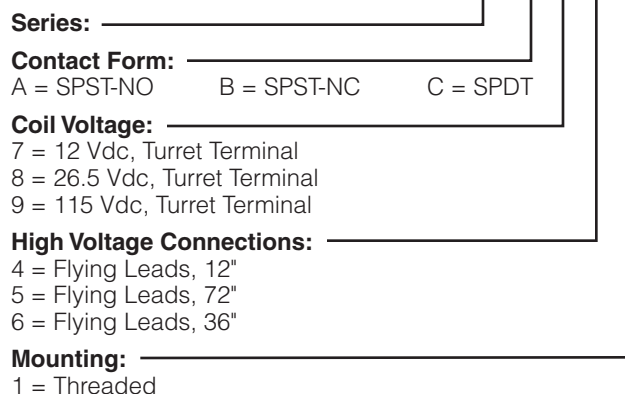 Series:
Contact Form:
A = SPST-NO B = SPST-NC C = SPDT
Coil Voltage:
7 = 12 Vdc, Turret Terminal
8 = 26.5 Vdc, Turret Terminal
9 = 115 Vdc, Turret Terminal
High Voltage Connections:
4 = Flying Leads, 12"
5 = Flying Leads, 72"
6 = Flying Leads, 36"
Mounting:
1 = Threaded